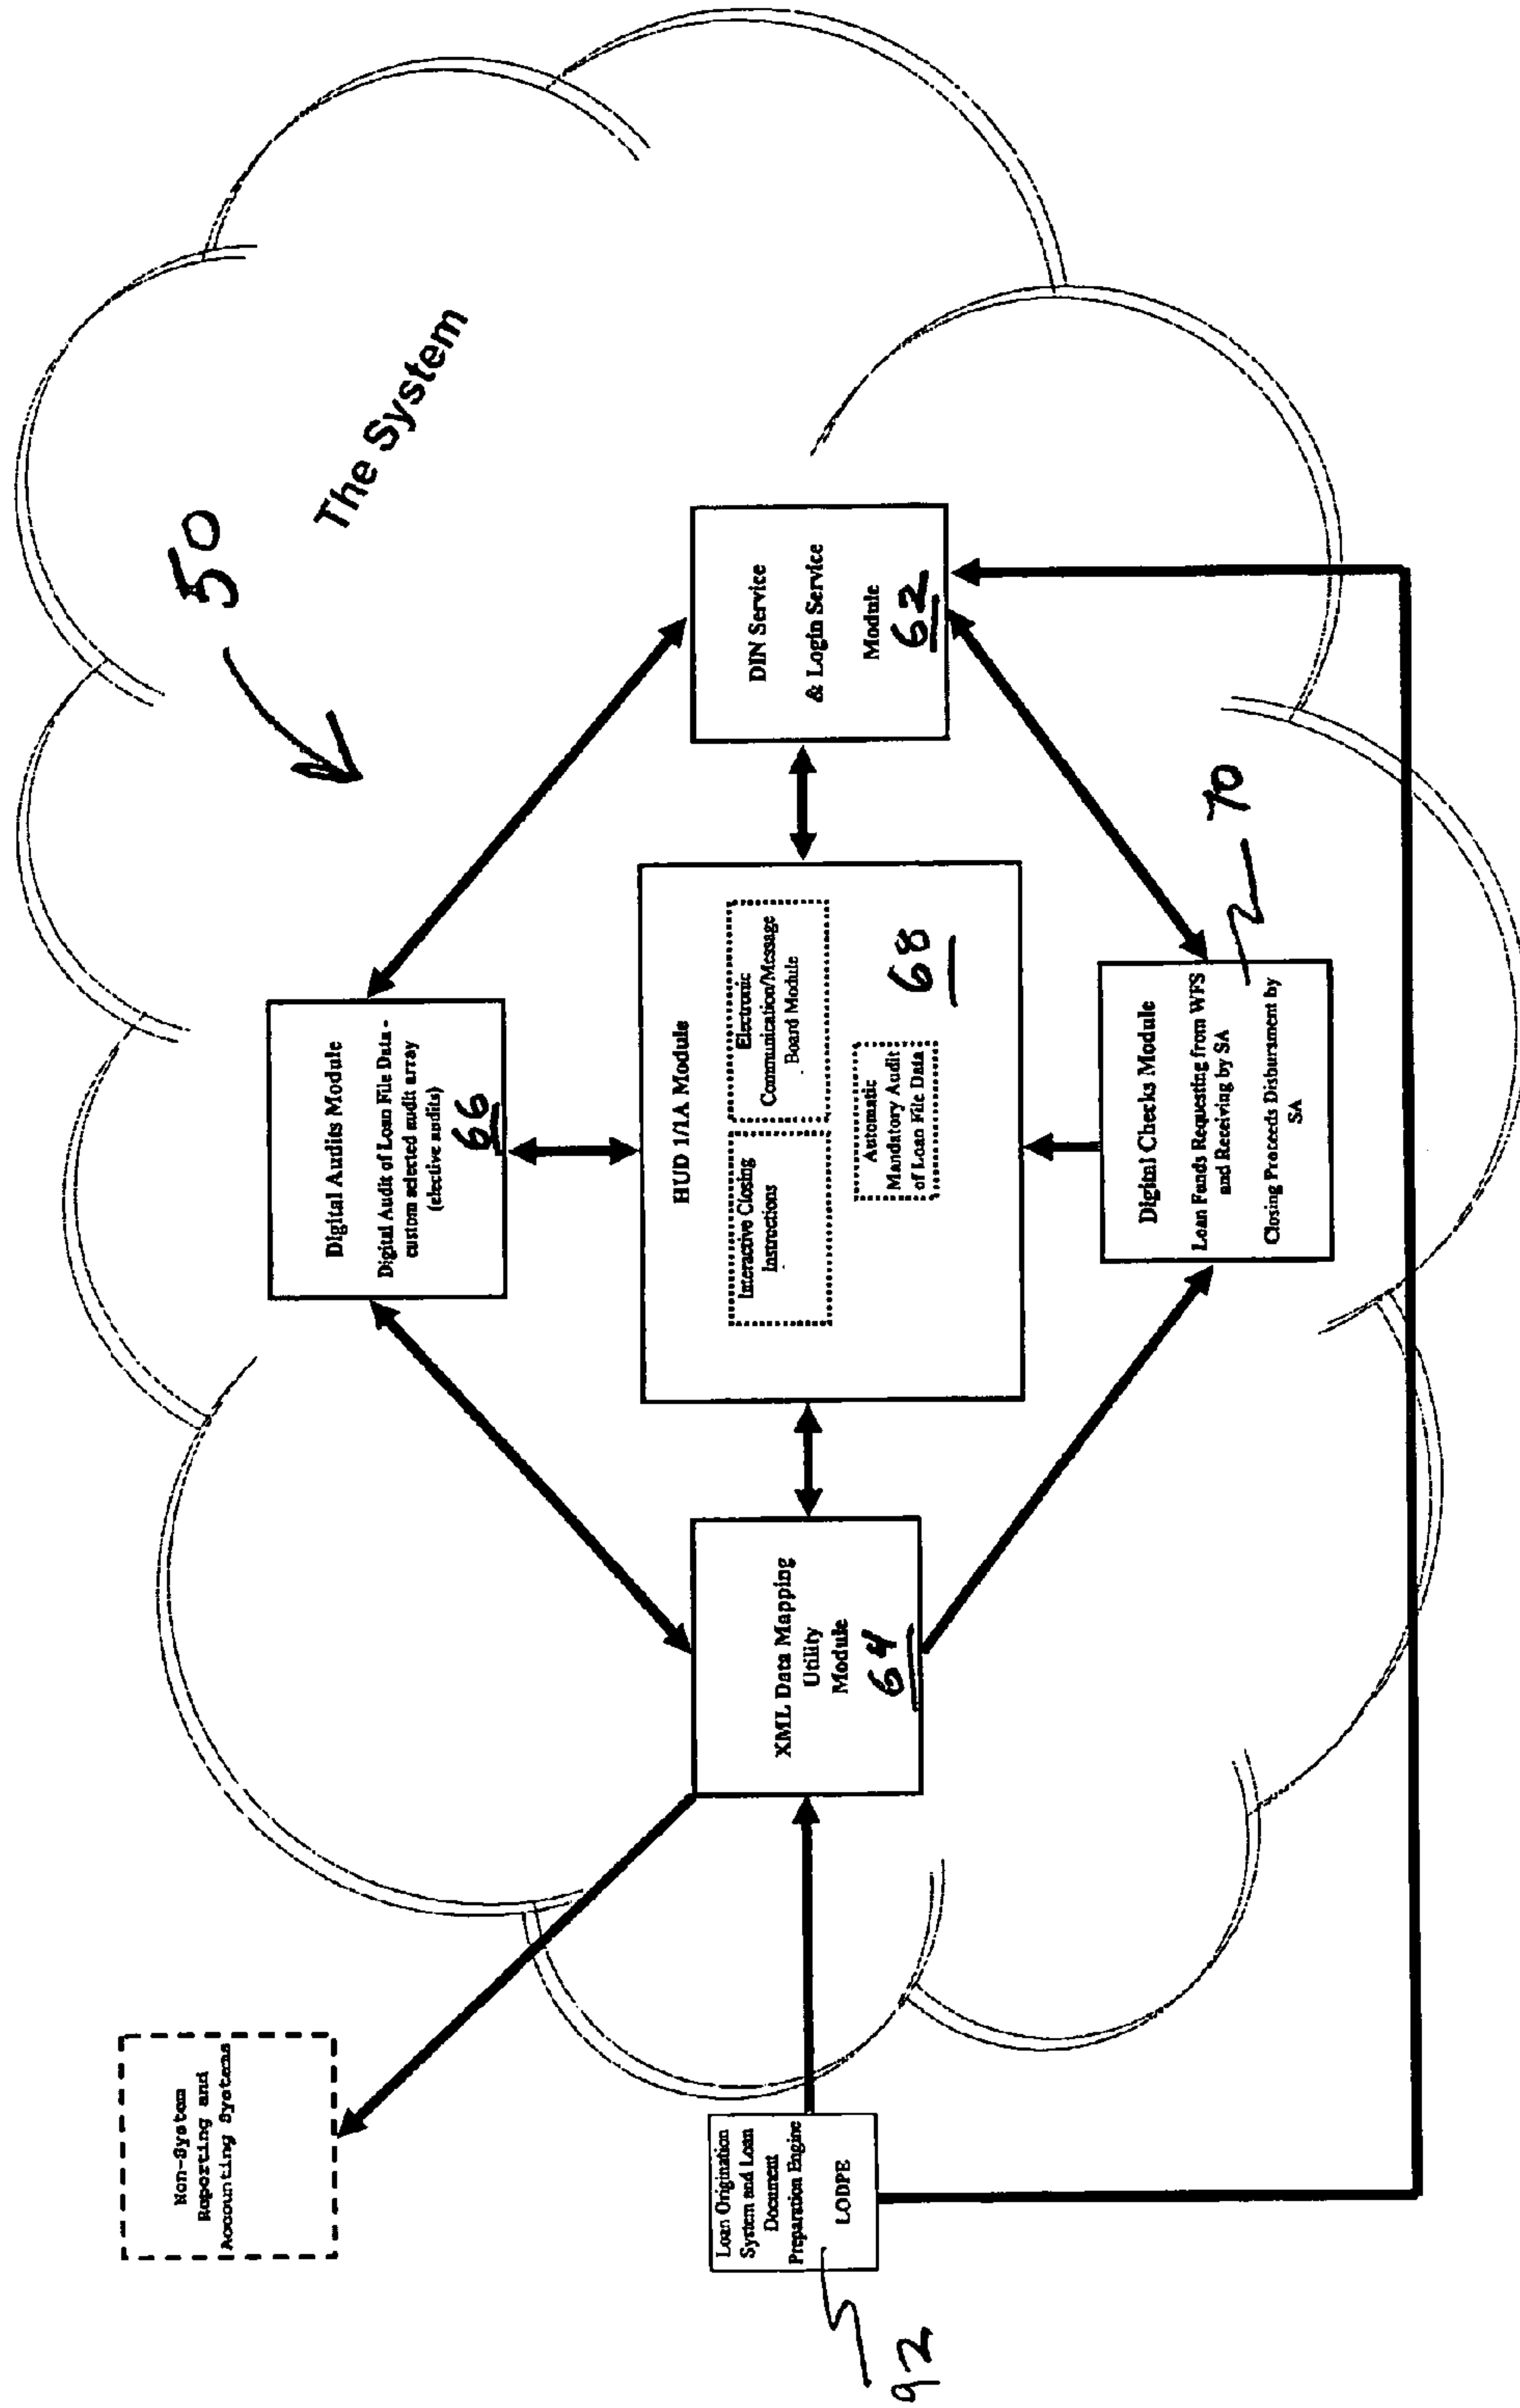 Non-System
Reporting and
Accounting Systems
50
The System
Digital Audits Module
Digital Audit of Loan File Data -
custom selected audit array
(elective audits)
66
Loan Origination
System and Loan
Document
Preparation Engine
LODPE
92
XML Data Mapping
Utility
Module
64
HUD 1/1A Module
Interactive Closing
Instructions
Electronic
Communication/Message
Board Module
Automatic
Mandatory Audit
of Loan File Data
68
DIN Service
& Login Service
Module
62
Digital Checks Module
Loan Funds Requesting from WFS
and Receiving by SA
Closing Proceeds Disbursment by
SA
70